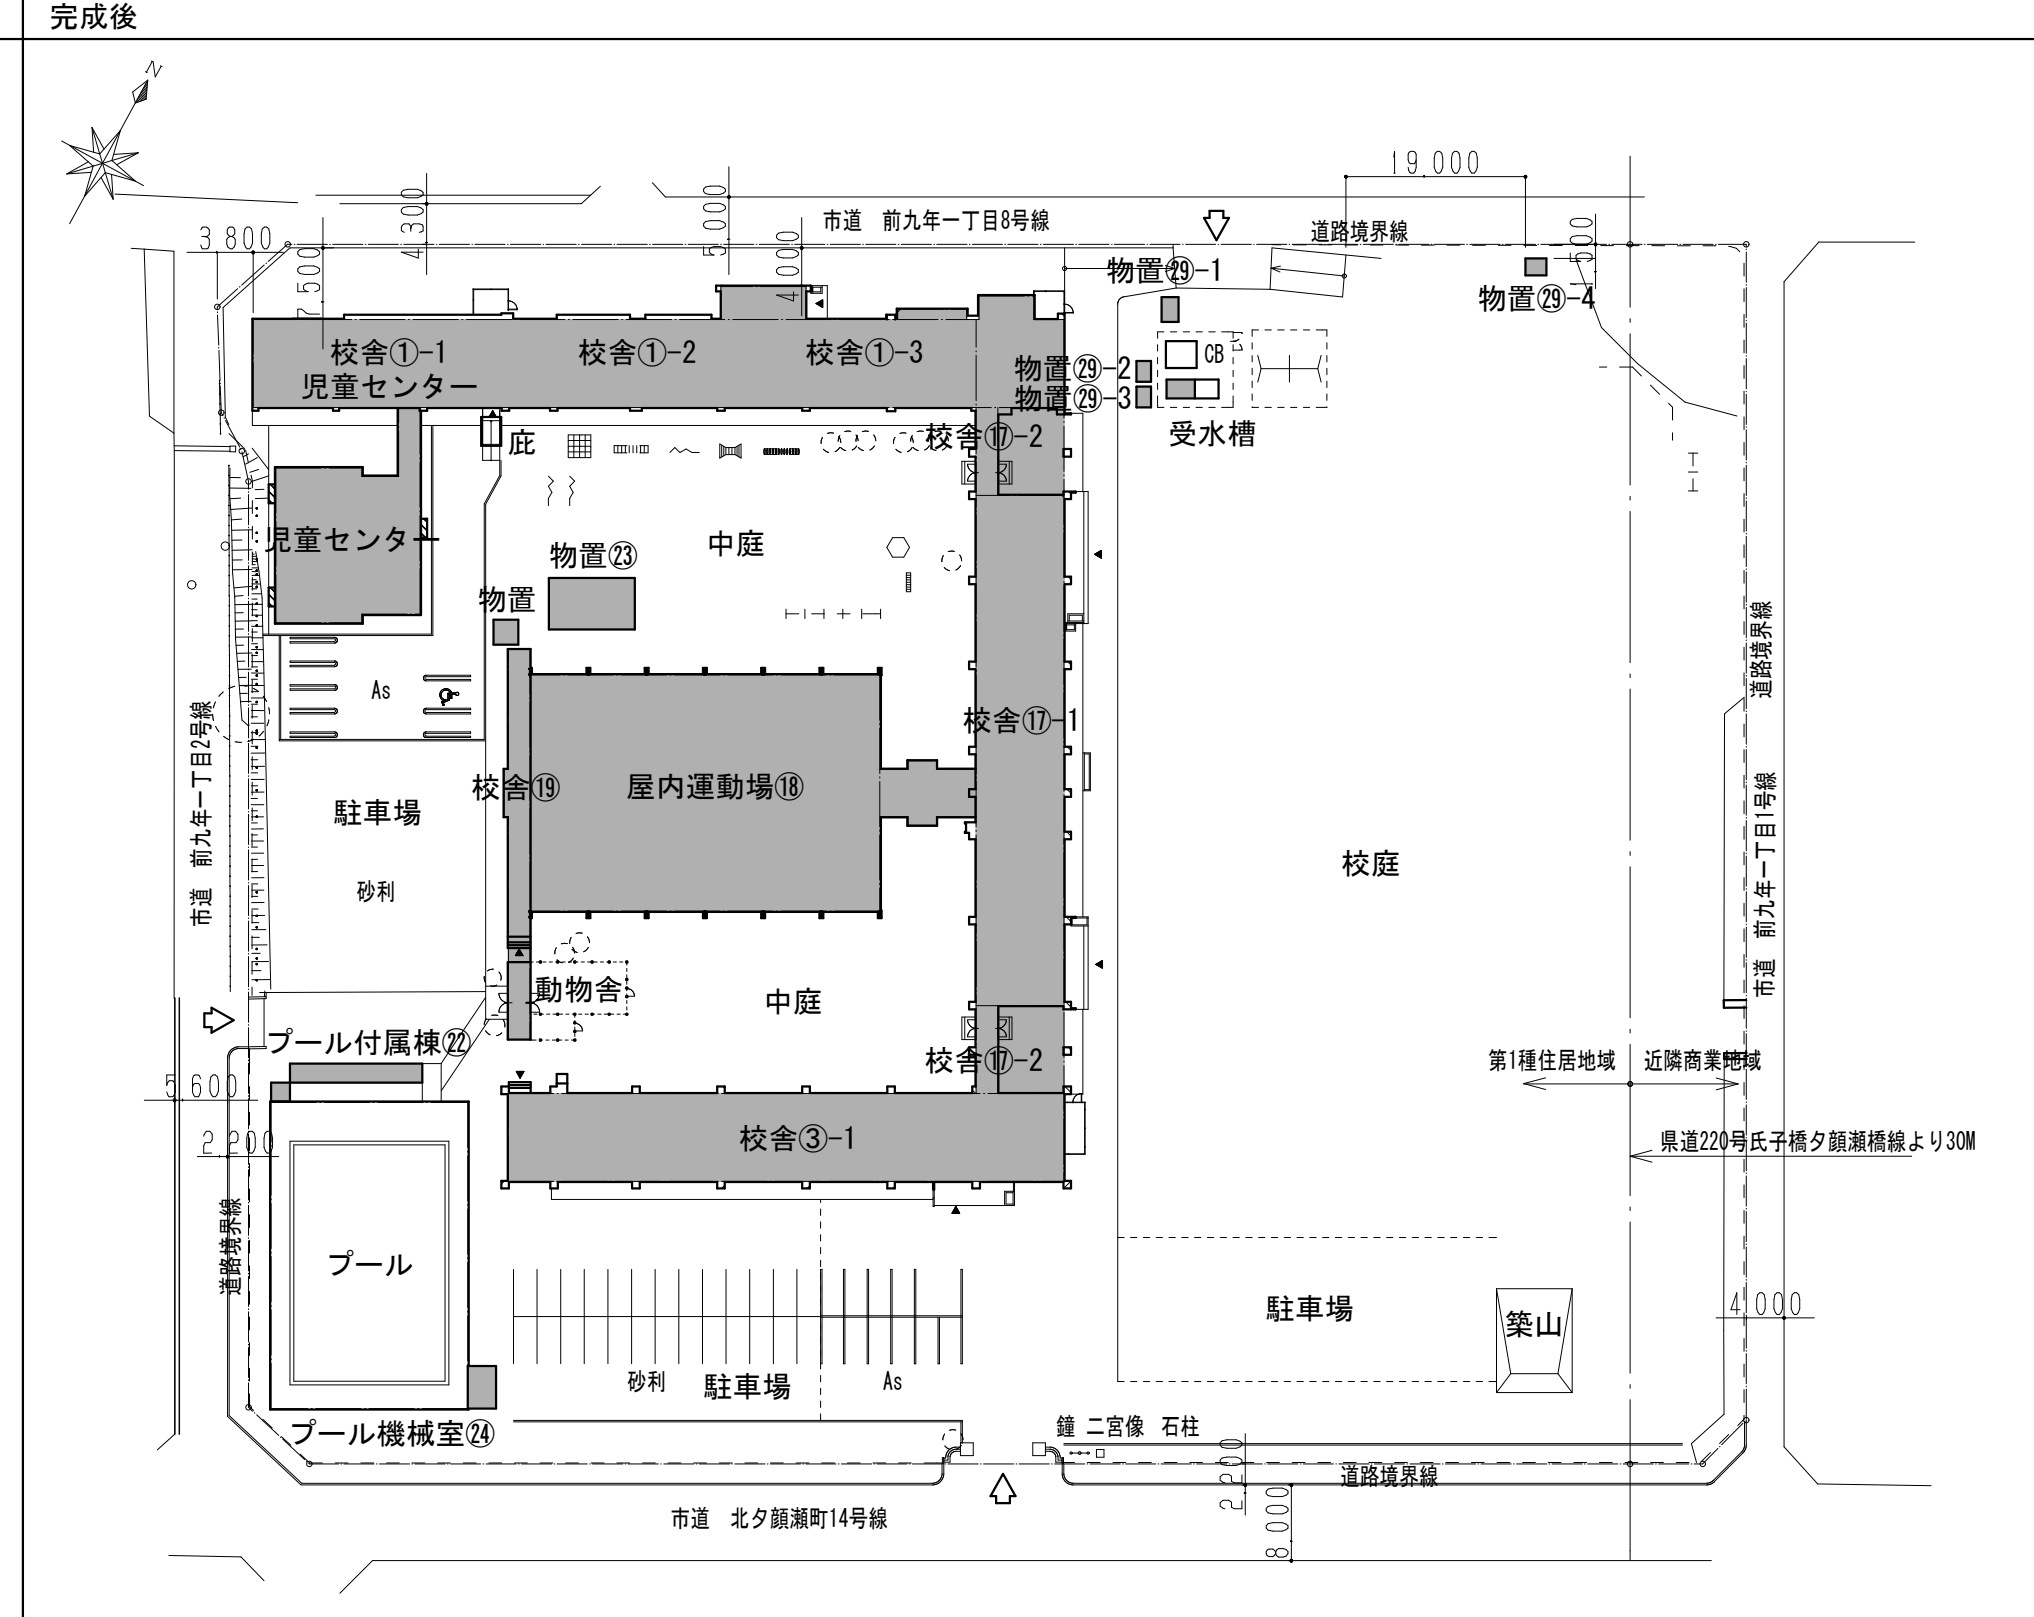 完成後
N
19,000
4,300
5,000
市道　前九年一丁目8号線
道路境界線
3,800
7,500
4,000
1,500
物置㉙-1
物置㉙-4
校舎①-1
校舎①-2
校舎①-3
児童センター
物置㉙-2
物置㉙-3
CB
受水槽
庇
校舎⑰-2
児童センター
中庭
物置㉓
物置
As
校舎⑰-1
道路境界線
市道　前九年一丁目2号線
校舎⑲
屋内運動場⑱
駐車場
砂利
校庭
市道　前九年一丁目1号線
動物舎
中庭
プール付属棟㉒
校舎⑰-2
第1種住居地域
近隣商業地域
5,600
2,200
校舎③-1
県道220号氏子橋夕顔瀬橋線より30M
道路境界線
プール
駐車場
築山
4,000
砂利
駐車場
As
プール機械室㉔
鐘 二宮像 石柱
道路境界線
2,200
8,000
市道　北夕顔瀬町14号線